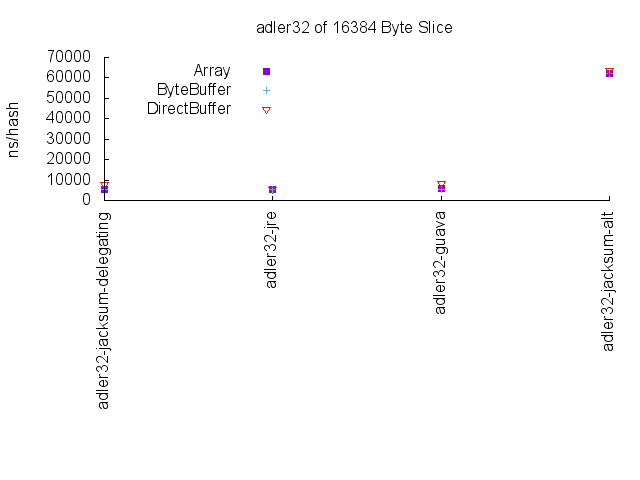 adler32 of 16384 Byte Slice
ns/hash
70000
60000
50000
40000
30000
20000
10000
0
Array
ByteBuffer
DirectBuffer
adler32-jacksum-delegating
adler32-jre
adler32-guava
adler32-jacksum-alt